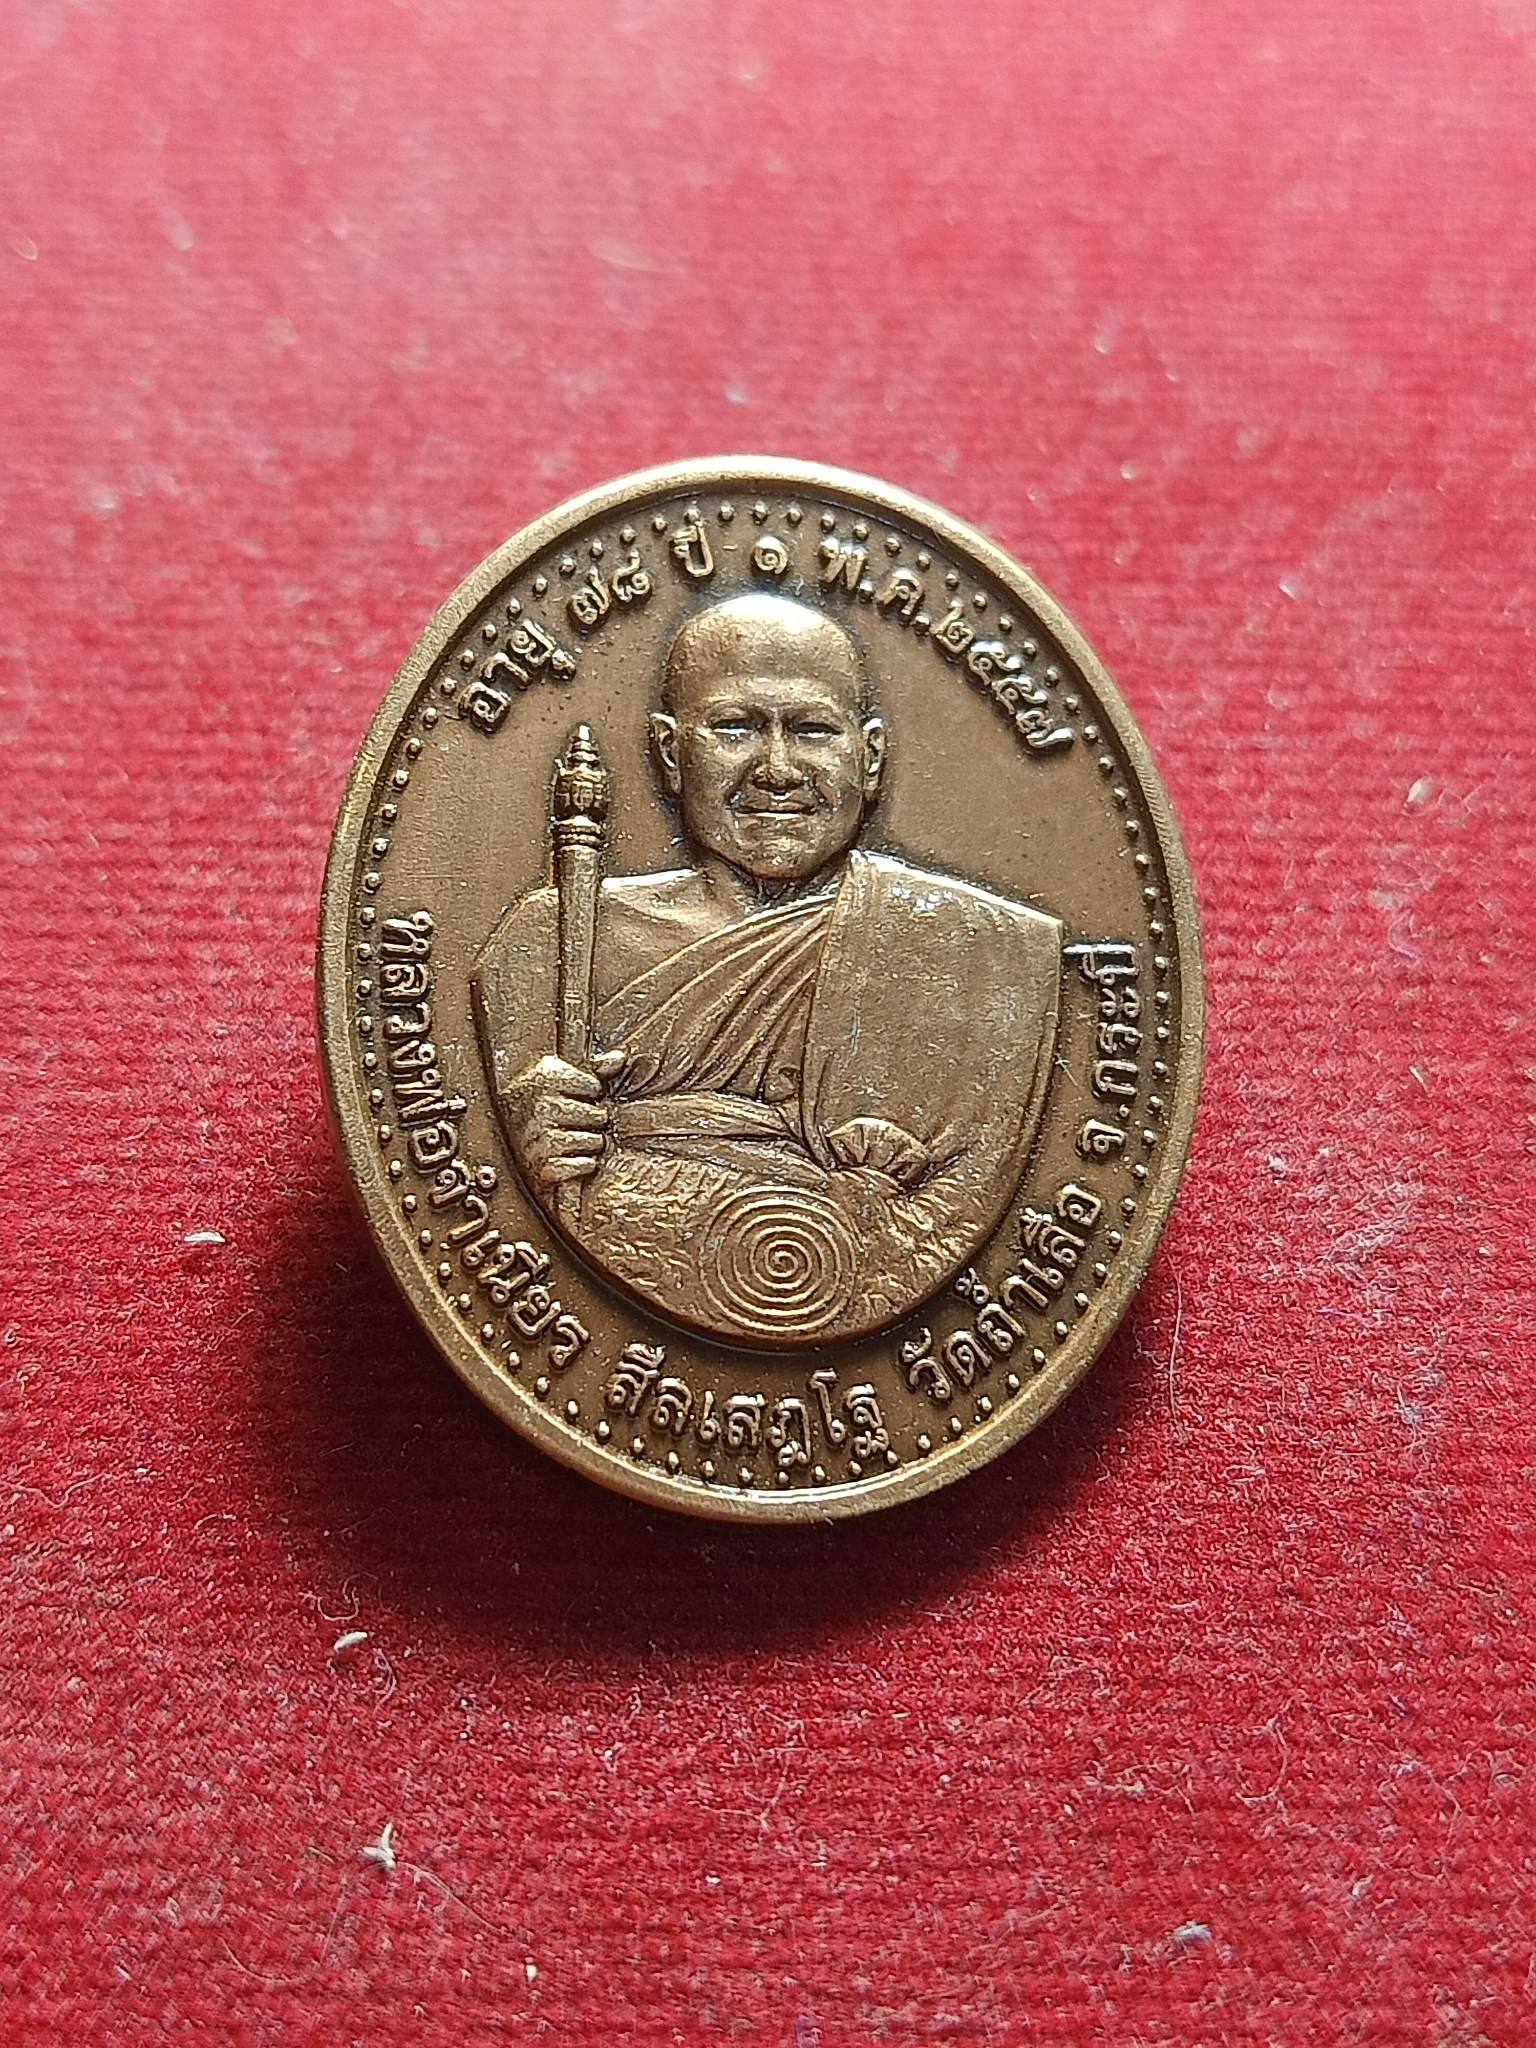 อายุ ๗๘ ปี ๑ พ.ค.๒๕๕๗
หลวงพ่อจำเนียร สีลเสฏโฐ วัดถ้ำเสือ จ.กระบี่